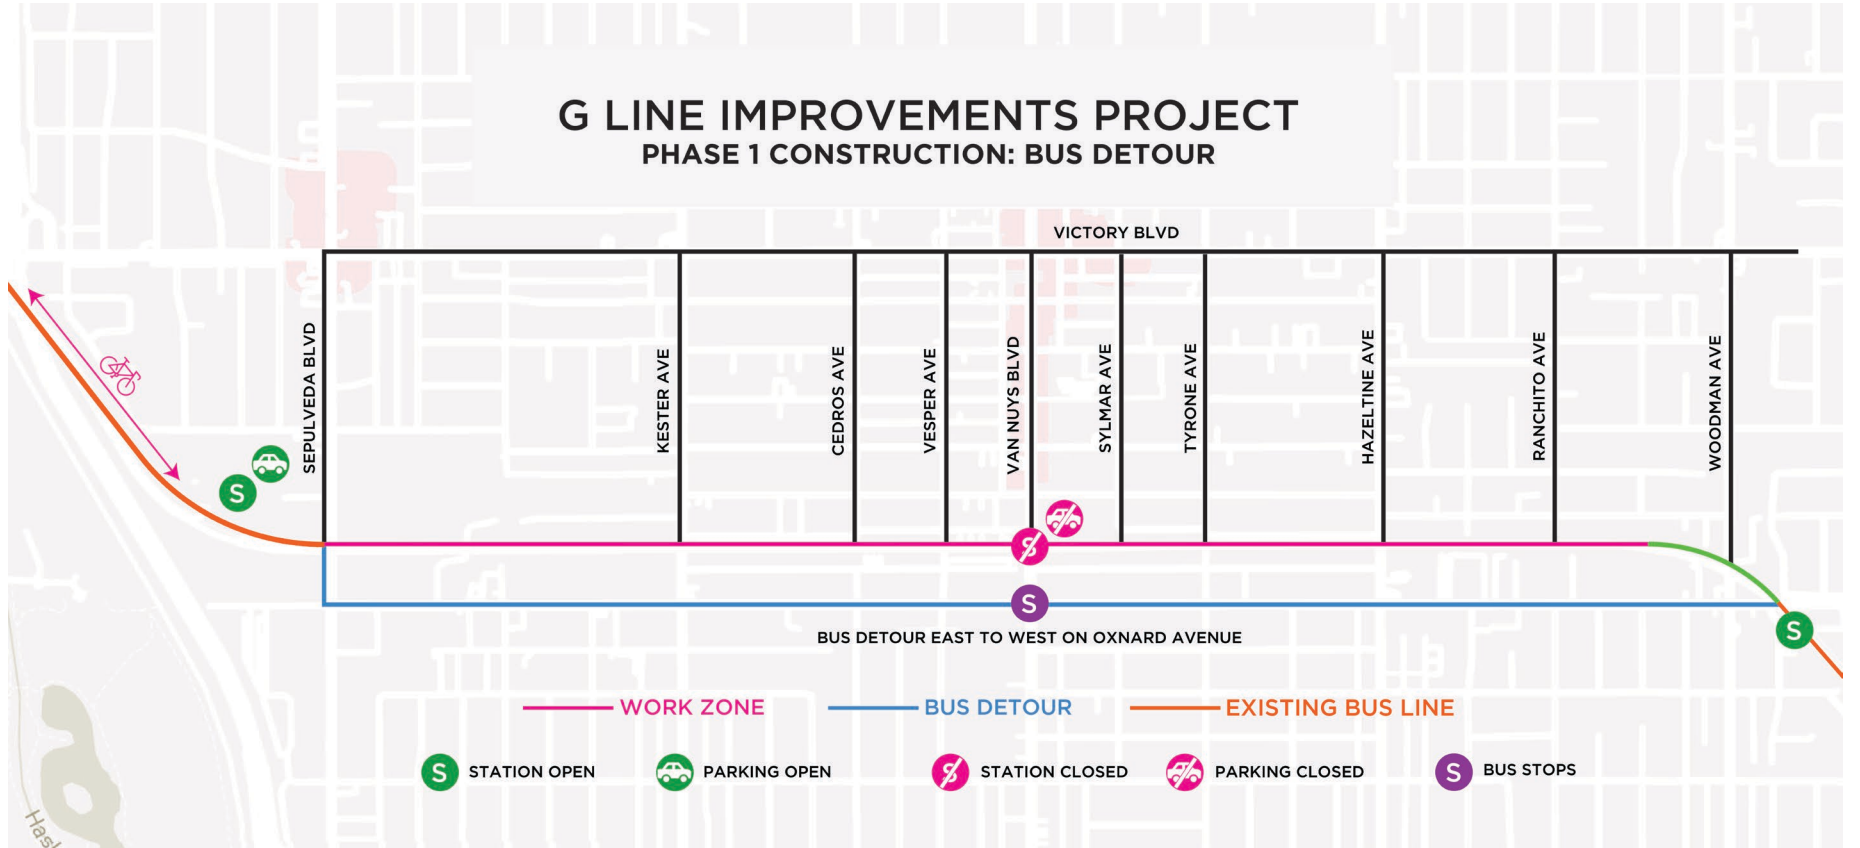 G LINE IMPROVEMENTS PROJECT
PHASE 1 CONSTRUCTION: BUS DETOUR
VICTORY BLVD
SEPULVEDA BLVD
KESTER AVE
CEDROS AVE
VESPER AVE
VAN NUYS BLVD
SYLMAR AVE
TYRONE AVE
HAZELTINE AVE
RANCHITO AVE
WOODMAN AVE
S
S
S
S
BUS DETOUR EAST TO WEST ON OXNARD AVENUE
WORK ZONE
BUS DETOUR
EXISTING BUS LINE
S STATION OPEN
PARKING OPEN
S STATION CLOSED
PARKING CLOSED
S BUS STOPS